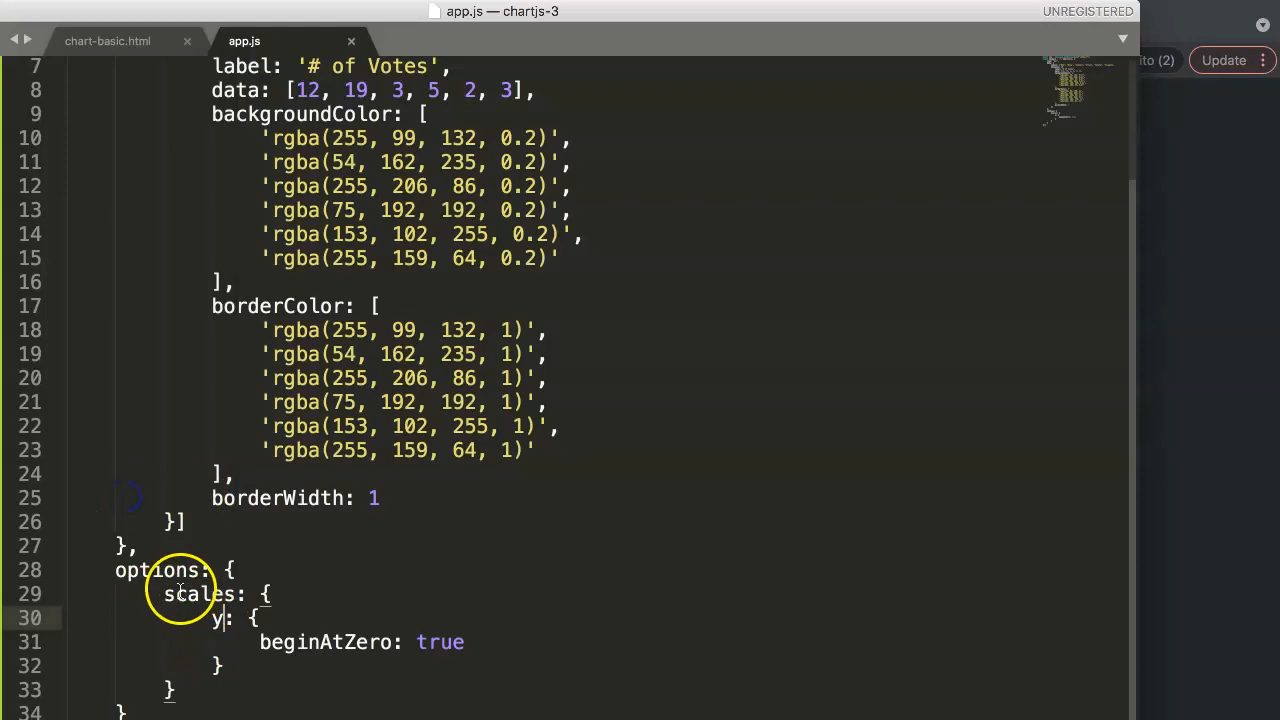 app.js — chartjs-3
UNREGISTERED
chart-basic.html
app.js
ito (2)
Update
7 label: '# of Votes',
8 data: [12, 19, 3, 5, 2, 3],
9 backgroundColor: [
10 'rgba(255, 99, 132, 0.2)',
11 'rgba(54, 162, 235, 0.2)',
12 'rgba(255, 206, 86, 0.2)',
13 'rgba(75, 192, 192, 0.2)',
14 'rgba(153, 102, 255, 0.2)',
15 'rgba(255, 159, 64, 0.2)'
16 ],
17 borderColor: [
18 'rgba(255, 99, 132, 1)',
19 'rgba(54, 162, 235, 1)',
20 'rgba(255, 206, 86, 1)',
21 'rgba(75, 192, 192, 1)',
22 'rgba(153, 102, 255, 1)',
23 'rgba(255, 159, 64, 1)'
24 ],
25 borderWidth: 1
26 }]
27 },
28 options: {
29 scales: {
30 y: {
31 beginAtZero: true
32 }
33 }
34 }